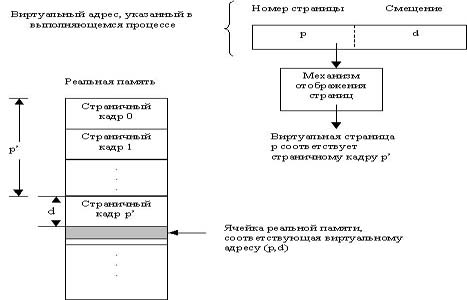 Виртуальный адрес, указанный в
выполняющемся процессе
Номер страницы
Смещение
p
d
Механизм
отображения
страниц
Виртуальная страница
p соответствует
страничному кадру p'
Реальная память
Страничный
кадр 0
Страничный
кадр 1
.
.
.
p'
Страничный
кадр p'
d
Ячейка реальной памяти,
соответствующая виртуальному
адресу (p,d)
.
.
.